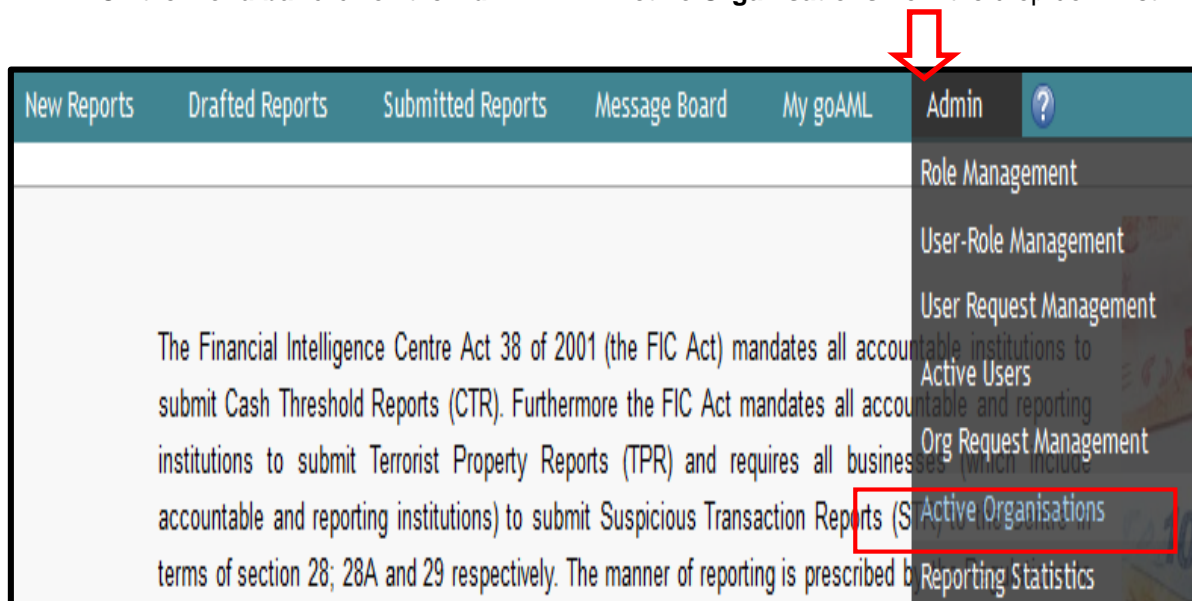 Organisations
New Reports Drafted Reports Submitted Reports Message Board My goAML Admin ?
Role Management
User-Role Management
User Request Management
Active Users
Org Request Management
Active Organisations
Reporting Statistics
The Financial Intelligence Centre Act 38 of 2001 (the FIC Act) mandates all accountable institutions to
submit Cash Threshold Reports (CTR). Furthermore the FIC Act mandates all accountable and reporting
institutions to submit Terrorist Property Reports (TPR) and requires all businesses (which include
accountable and reporting institutions) to submit Suspicious Transaction Reports
terms of section 28; 28A and 29 respectively. The manner of reporting is prescribed